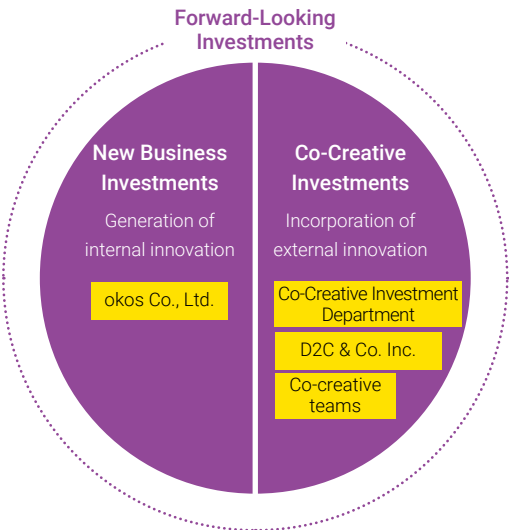 Forward-Looking
Investments
New Business
Investments
Generation of
internal innovation
okos Co., Ltd.
Co-Creative
Investments
Incorporation of
external innovation
Co-Creative Investment
Department
D2C & Co. Inc.
Co-creative
teams